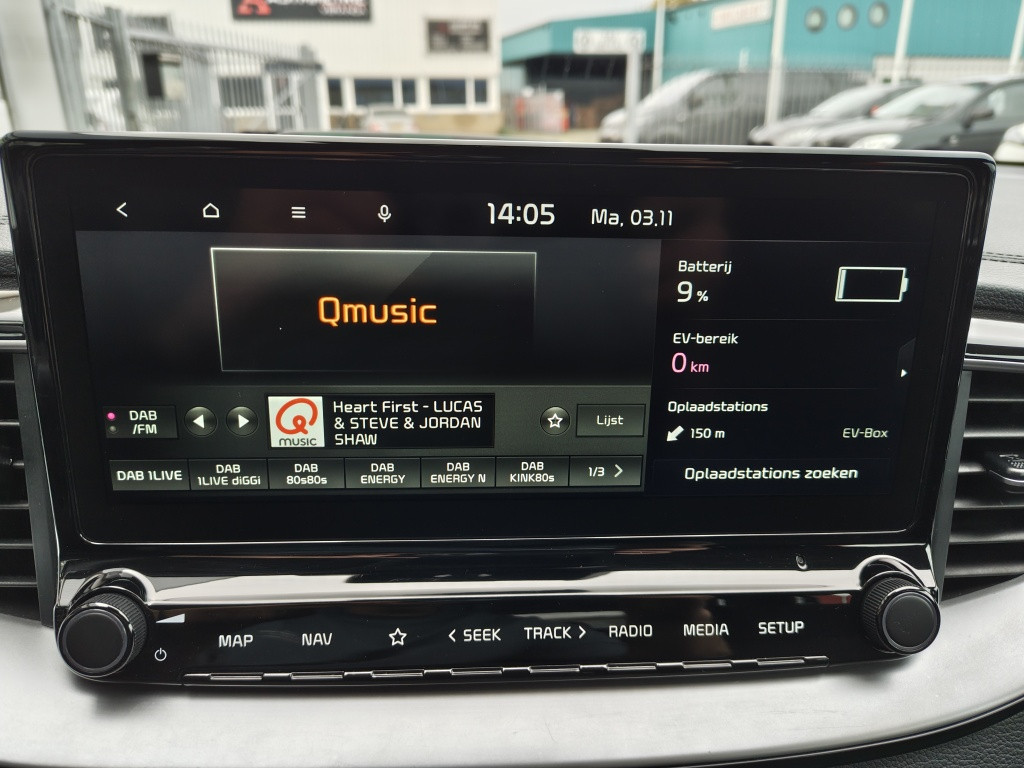 14:05 Ma, 03.11
Qmusic
Batterij
9 %
EV-bereik
0 km
Oplaadstations
150 m EV-Box
Oplaadstations zoeken
DAB
/FM
MUSIC
Heart First - LUCAS
& STEVE & JORDAN
SHAW
Lijst
DAB 1LIVE
DAB
1LIVE diGGi
DAB
80s80s
DAB
ENERGY
DAB
ENERGY N
DAB
KINK80s
1/3
MAP NAV < SEEK TRACK > RADIO MEDIA SETUP